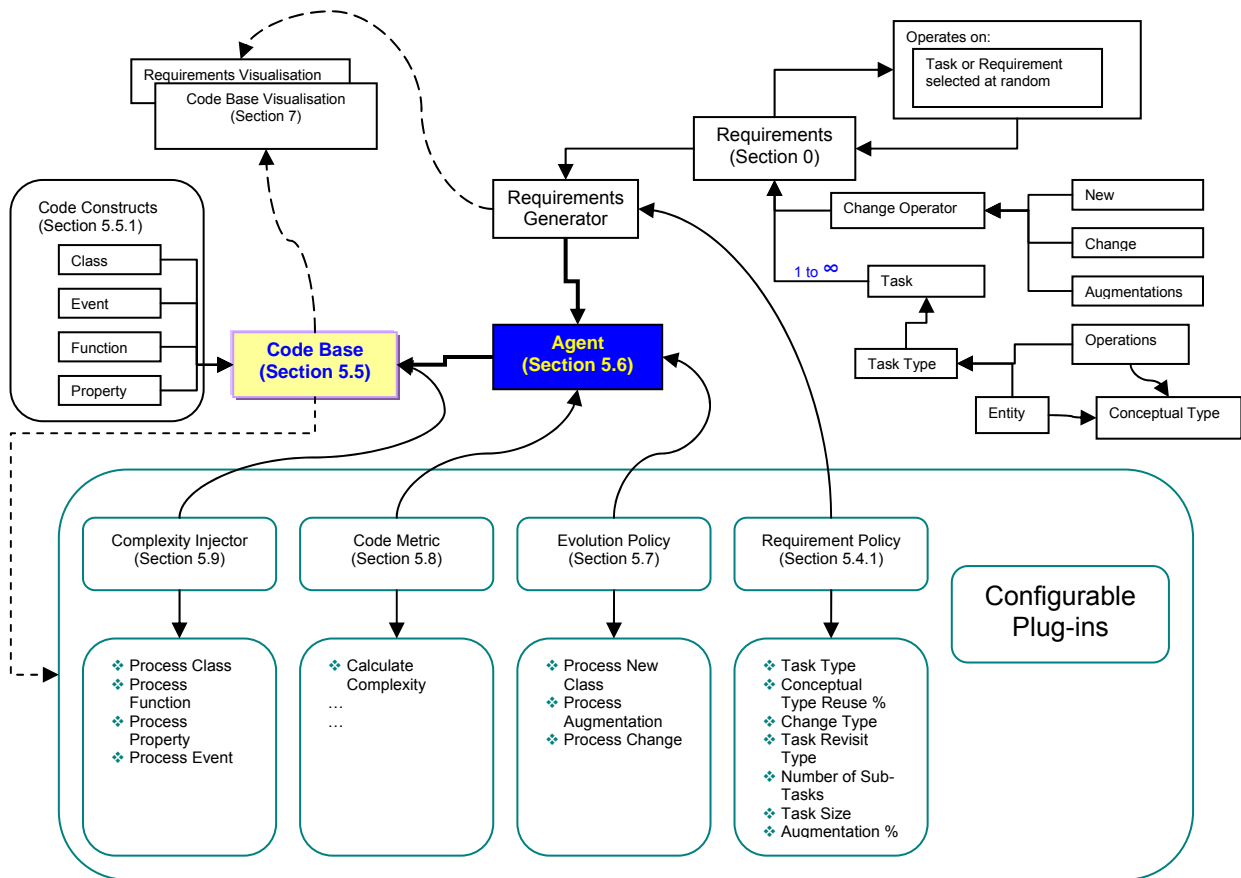 Operates on:
Task or Requirement
selected at random
Requirements Visualisation
Code Base Visualisation
(Section 7)
Requirements
(Section 0)
Code Constructs
(Section 5.5.1)
Class
Event
Function
Property
Requirements
Generator
Change Operator
New
Change
Augmentations
1 to ∞
Task
Task Type
Operations
Entity
Conceptual Type
Code Base
(Section 5.5)
Agent
(Section 5.6)
Complexity Injector
(Section 5.9)
Code Metric
(Section 5.8)
Evolution Policy
(Section 5.7)
Requirement Policy
(Section 5.4.1)
Configurable
Plug-ins
❖ Process Class
❖ Process
Function
❖ Process
Property
❖ Process Event
❖ Calculate
Complexity
…
…
❖ Process New
Class
❖ Process
Augmentation
❖ Process Change
❖ Task Type
❖ Conceptual
Type Reuse %
❖ Change Type
❖ Task Revisit
Type
❖ Number of Sub-
Tasks
❖ Task Size
❖ Augmentation %